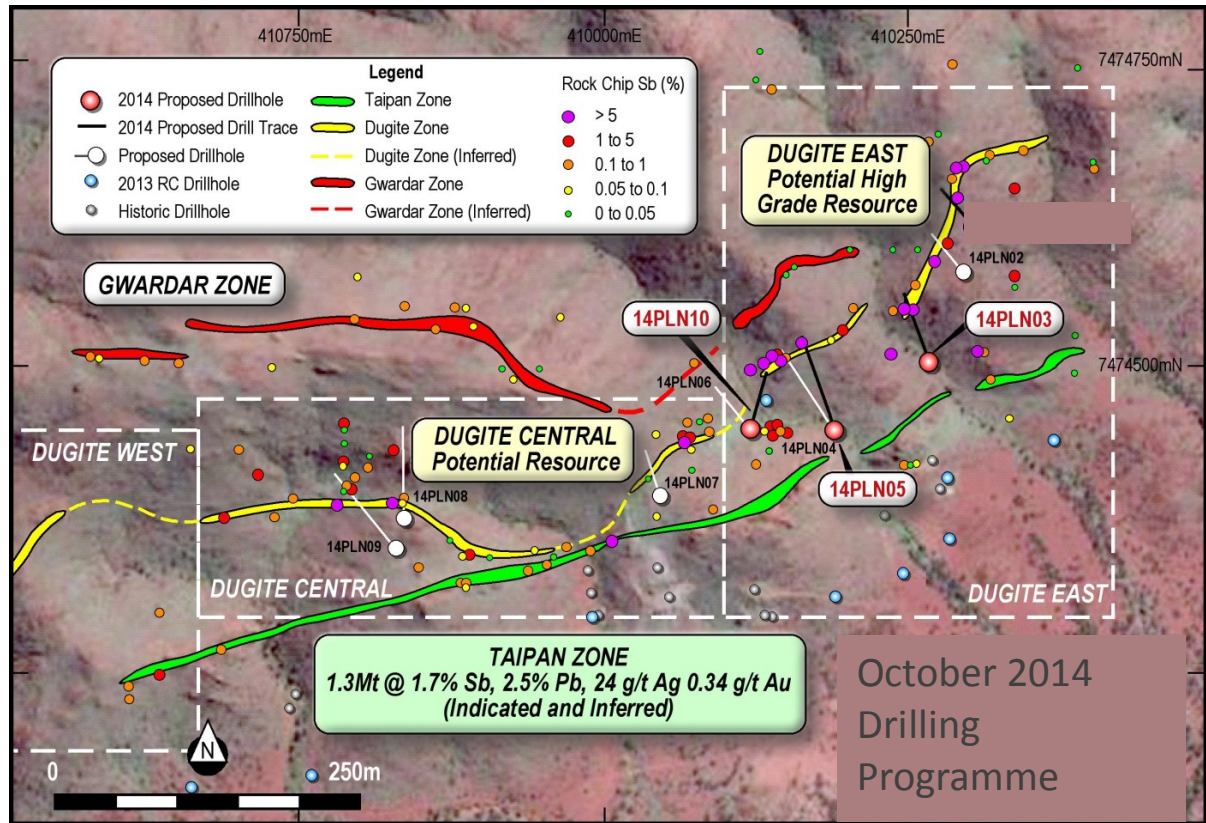 410750mE
410000mE
410250mE
7474750mN
Legend
2014 Proposed Drillhole
2014 Proposed Drill Trace
Proposed Drillhole
2013 RC Drillhole
Historic Drillhole
Taipan Zone
Dugite Zone
Dugite Zone (Inferred)
Gwardar Zone
Gwardar Zone (Inferred)
Rock Chip Sb (%)
> 5
1 to 5
0.1 to 1
0.05 to 0.1
0 to 0.05
DUGITE EAST
Potential High
Grade Resource
14PLN02
GWARDAR ZONE
14PLN10
14PLN03
7474500mN
14PLN06
DUGITE WEST
DUGITE CENTRAL
Potential Resource
14PLN04
14PLN05
14PLN07
14PLN08
14PLN09
DUGITE CENTRAL
DUGITE EAST
TAIPAN ZONE
1.3Mt @ 1.7% Sb, 2.5% Pb, 24 g/t Ag 0.34 g/t Au
(Indicated and Inferred)
October 2014
Drilling
Programme
N
0
250m